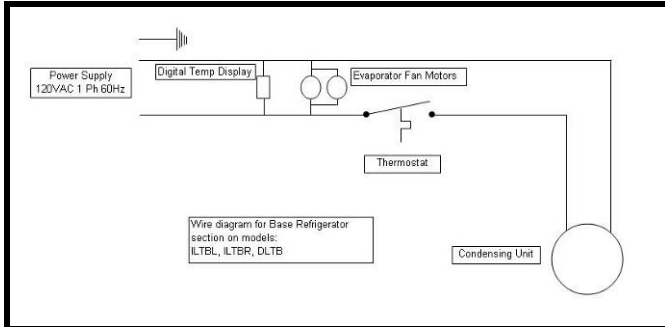 Power Supply
120VAC 1 Ph 60Hz
Digital Temp Display
Evaporator Fan Motors
Thermostat
Wire diagram for Base Refrigerator
section on models:
ILTBL, ILTBR, DLTB
Condensing Unit